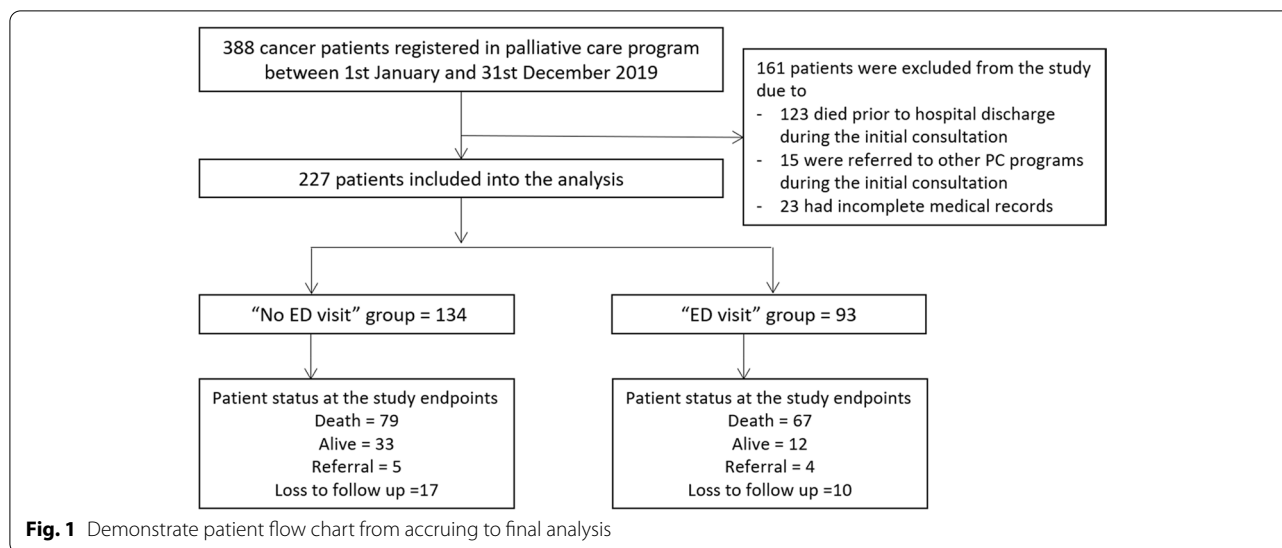 388 cancer patients registered in palliative care program
between 1st January and 31st December 2019
161 patients were excluded from the study
due to
- 123 died prior to hospital discharge
during the initial consultation
- 15 were referred to other PC programs
during the initial consultation
- 23 had incomplete medical records
227 patients included into the analysis
“No ED visit” group = 134
“ED visit” group = 93
Patient status at the study endpoints
Death = 79
Alive = 33
Referral = 5
Loss to follow up =17
Patient status at the study endpoints
Death = 67
Alive = 12
Referral = 4
Loss to follow up =10
Fig. 1 Demonstrate patient flow chart from accruing to final analysis